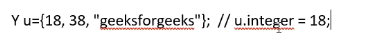 Y u={18, 38, "geeksforgeeks"};  // u.integer = 18;